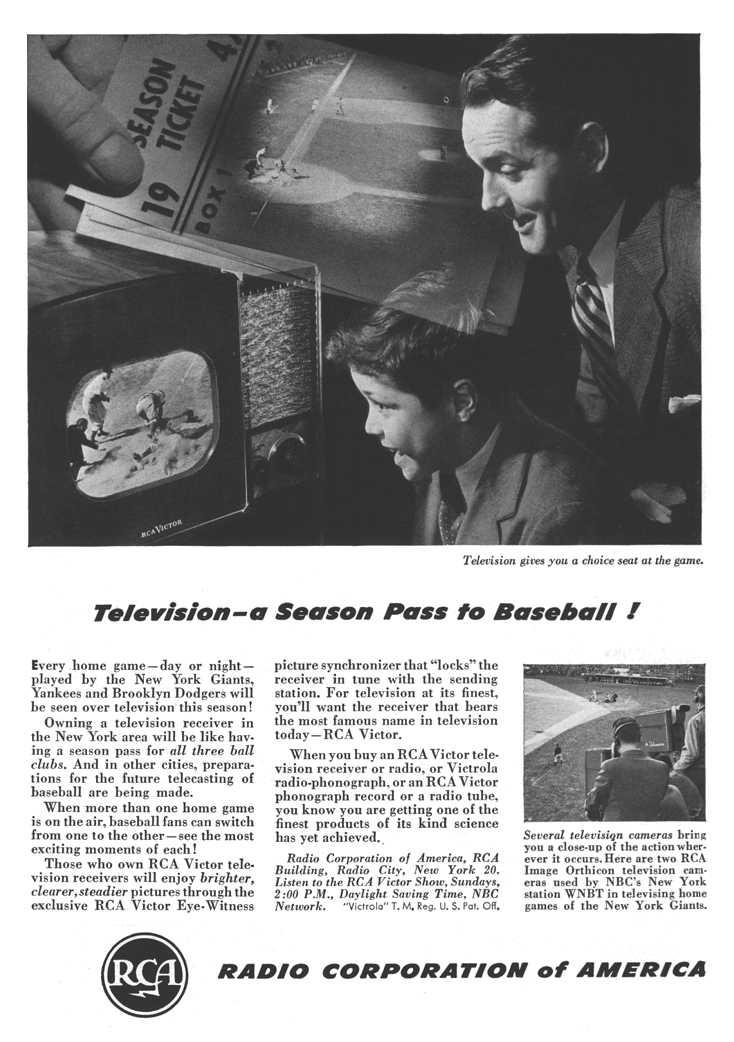 SEASON
TICKET
19
BOX 1
RCA VICTOR
Television gives you a choice seat at the game.
Television—a Season Pass to Baseball !
Every home game—day or night—
played by the New York Giants,
Yankees and Brooklyn Dodgers will
be seen over television this season!
Owning a television receiver in
the New York area will be like hav-
ing a season pass for all three ball
clubs. And in other cities, prepara-
tions for the future telecasting of
baseball are being made.
When more than one home game
is on the air, baseball fans can switch
from one to the other—see the most
exciting moments of each!
Those who own RCA Victor tele-
vision receivers will enjoy brighter,
clearer, steadier pictures through the
exclusive RCA Victor Eye-Witness
picture synchronizer that "locks" the
receiver in tune with the sending
station. For television at its finest,
you'll want the receiver that bears
the most famous name in television
today—RCA Victor.
When you buy an RCA Victor tele-
vision receiver or radio, or Victrola
radio-phonograph, or an RCA Victor
phonograph record or a radio tube,
you know you are getting one of the
finest products of its kind science
has yet achieved.
Radio Corporation of America, RCA
Building, Radio City, New York 20.
Listen to the RCA Victor Show, Sundays,
2:00 P.M., Daylight Saving Time, NBC
Network. "Victrola" T. M. Reg. U. S. Pat. Off.
Several television cameras bring
you a close-up of the action wher-
ever it occurs. Here are two RCA
Image Orthicon television cam-
eras used by NBC's New York
station WNBT in televising home
games of the New York Giants.
RCA
RADIO CORPORATION of AMERICA